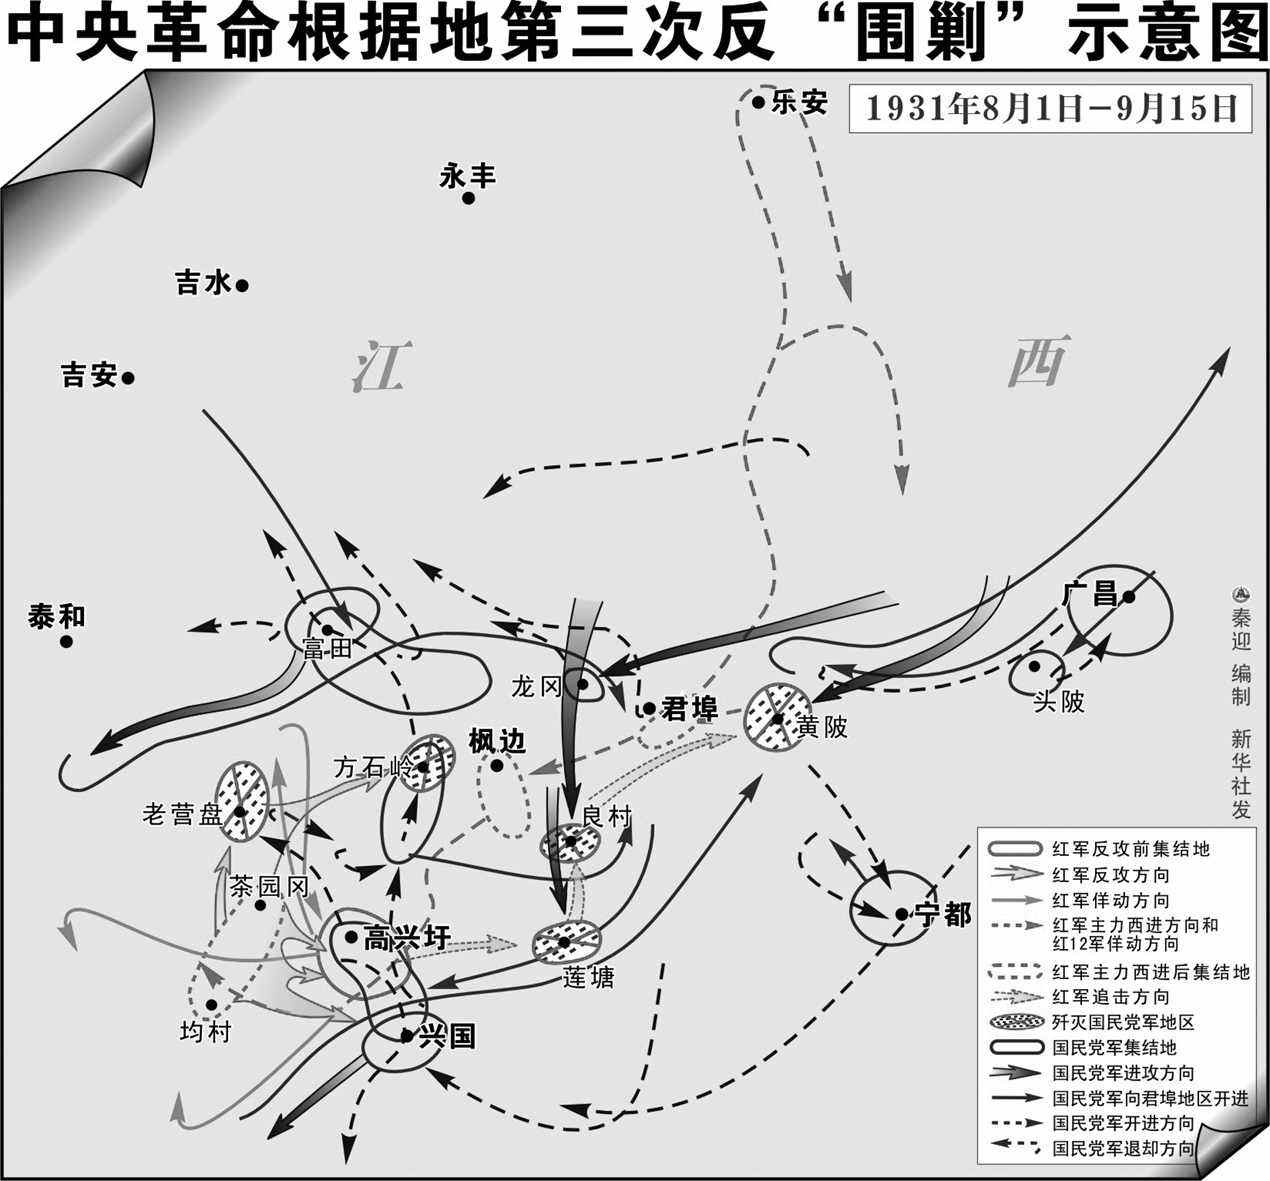 中央革命根据地第三次反“围剿”示意图
1931年8月1日－9月15日
乐安
永丰
吉水
吉安
江
西
泰和
富田
广昌
头陂
龙冈
君埠
黄陂
枫边
方石岭
老营盘
良村
茶园冈
高兴圩
莲塘
宁都
均村
兴国
秦迎 编制 新华社发
红军反攻前集结地
红军反攻方向
红军佯动方向
红军主力西进方向和
红12军佯动方向
红军主力西进后集结地
红军追击方向
歼灭国民党军地区
国民党军集结地
国民党军进攻方向
国民党军向君埠地区开进
国民党军开进方向
国民党军退却方向